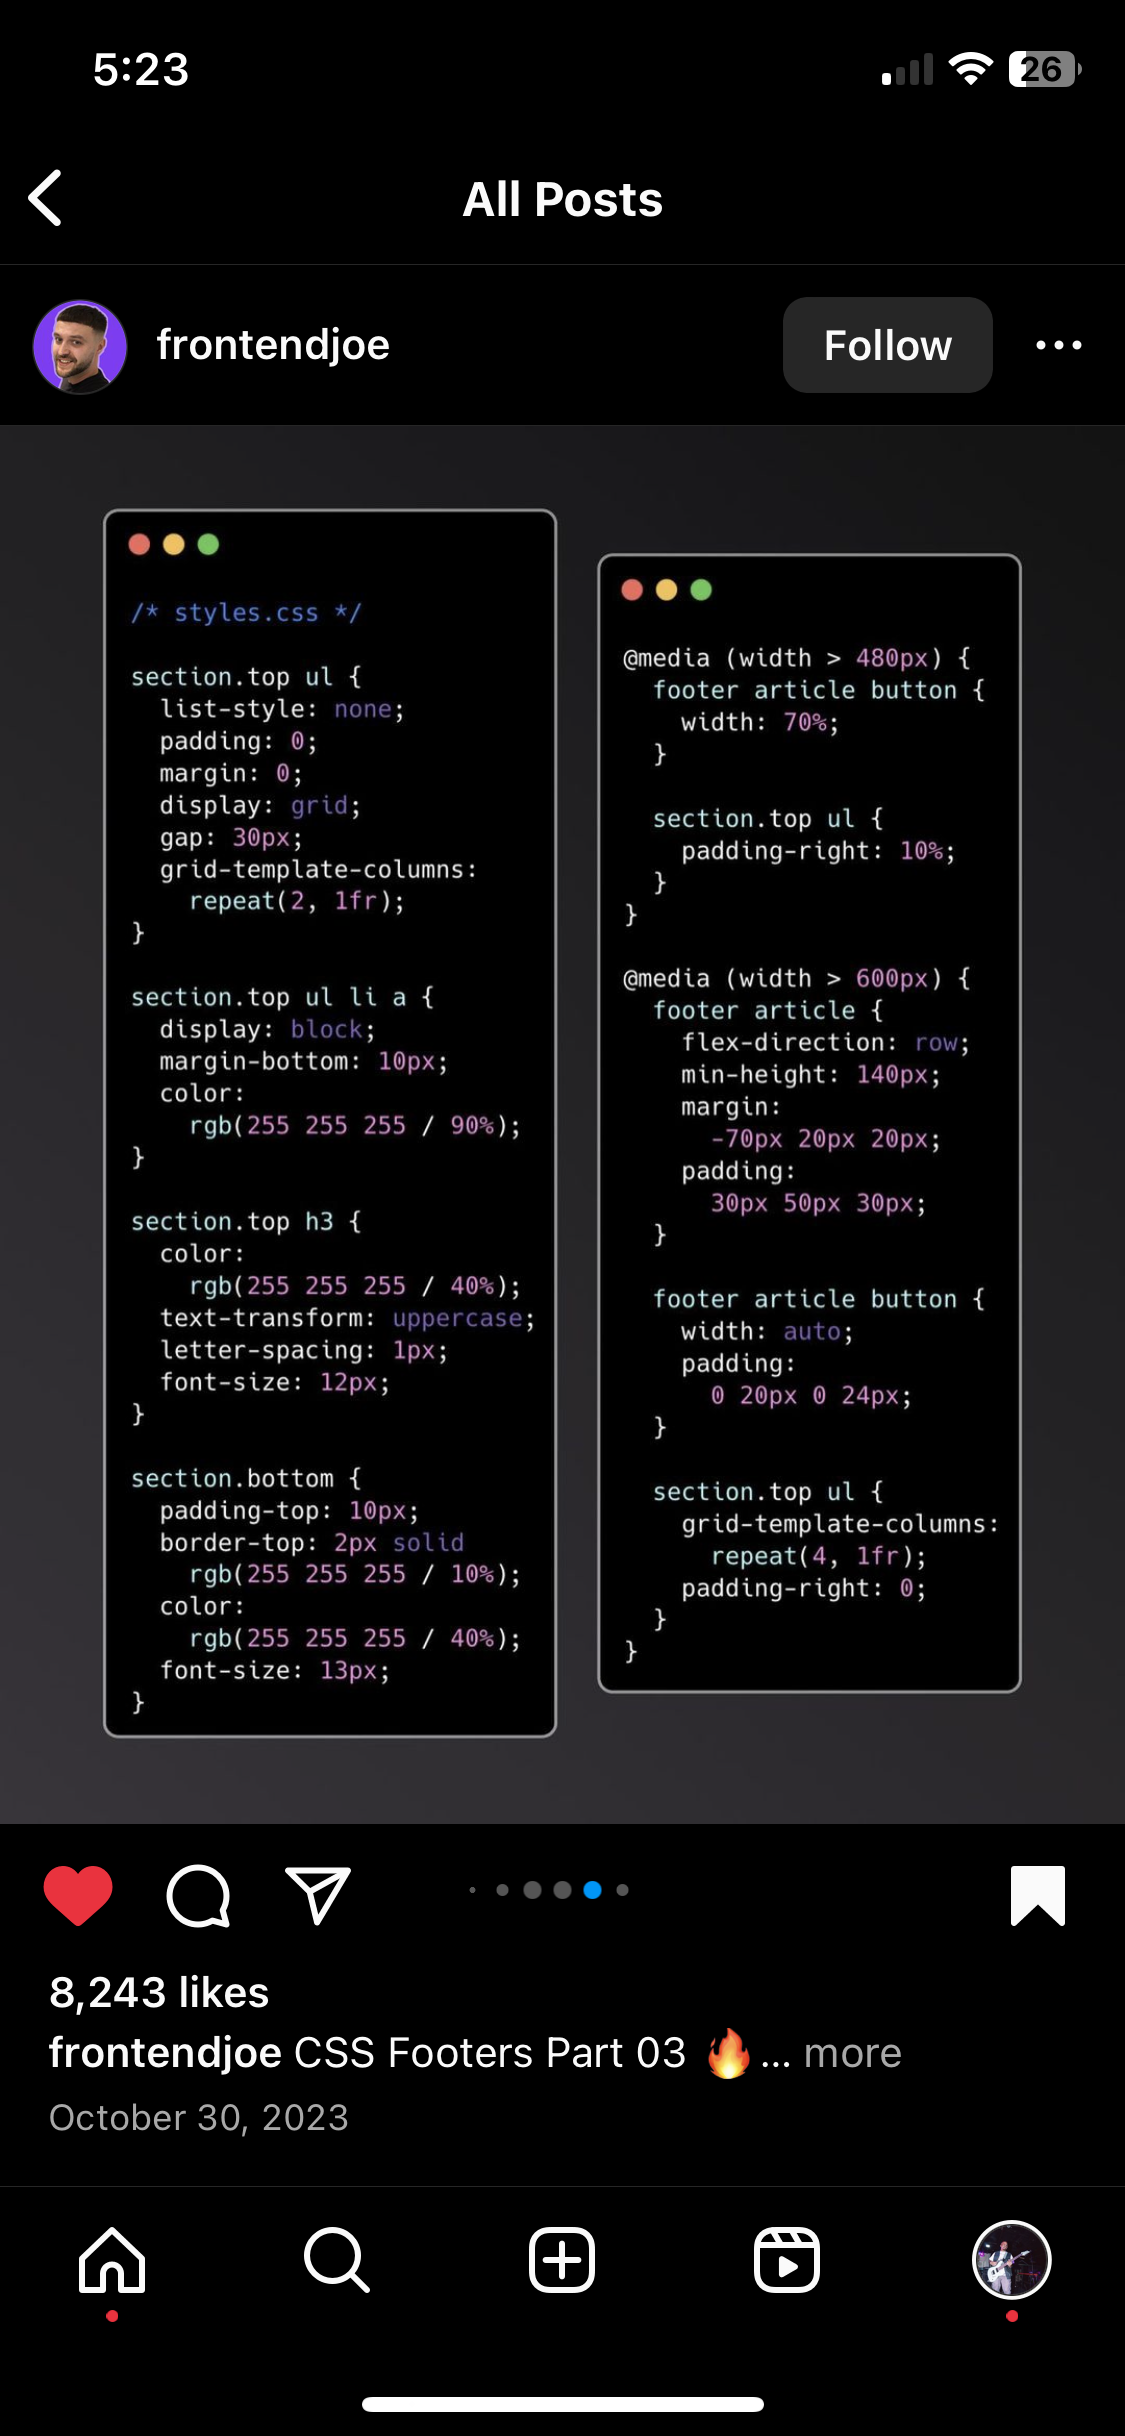 5:23
26
All Posts
frontendjoe
Follow
/* styles.css */
section.top ul {
list-style: none;
padding: 0;
margin: 0;
display: grid;
gap: 30px;
grid-template-columns:
repeat(2, 1fr);
}
section.top ul li a {
display: block;
margin-bottom: 10px;
color:
rgb(255 255 255 / 90%);
}
section.top h3 {
color:
rgb(255 255 255 / 40%);
text-transform: uppercase;
letter-spacing: 1px;
font-size: 12px;
}
section.bottom {
padding-top: 10px;
border-top: 2px solid
rgb(255 255 255 / 10%);
color:
rgb(255 255 255 / 40%);
font-size: 13px;
}
@media (width > 480px) {
footer article button {
width: 70%;
}
section.top ul {
padding-right: 10%;
}
}
@media (width > 600px) {
footer article {
flex-direction: row;
min-height: 140px;
margin:
-70px 20px 20px;
padding:
30px 50px 30px;
}
footer article button {
width: auto;
padding:
0 20px 0 24px;
}
section.top ul {
grid-template-columns:
repeat(4, 1fr);
padding-right: 0;
}
}
8,243 likes
frontendjoe CSS Footers Part 03 🔥... more
October 30, 2023